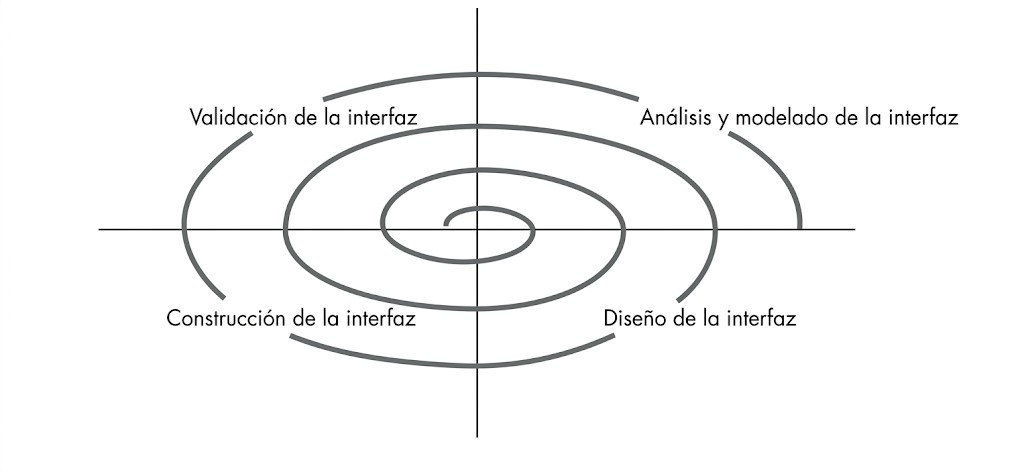 Validación de la interfaz
Análisis y modelado de la interfaz
Construcción de la interfaz
Diseño de la interfaz